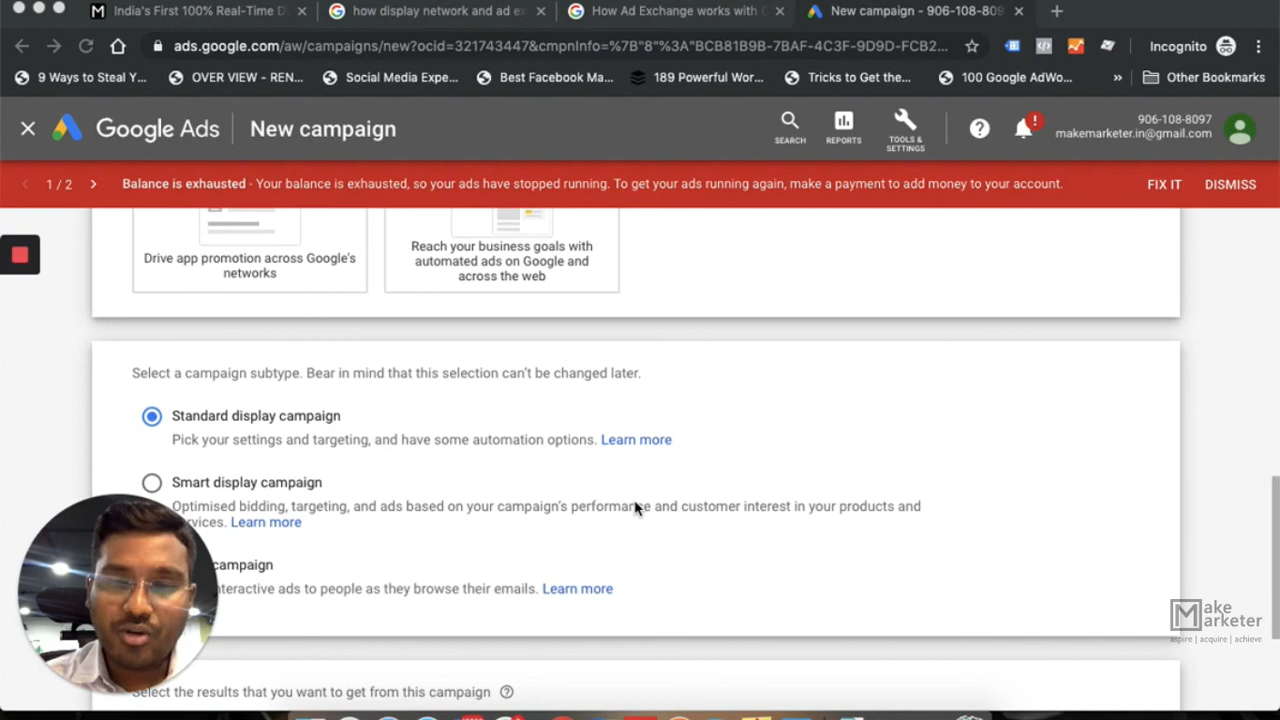 India's First 100% Real-Time D
how display network and ad ex
How Ad Exchange works with G
New campaign - 906-108-809
ads.google.com/aw/campaigns/new?ocid=321743447&cmpnInfo=%7B"8"%3A"BCB81B9B-7BAF-4C3F-9D9D-FCB2...
Incognito
9 Ways to Steal Y...
OVER VIEW - REN...
Social Media Expe...
Best Facebook Ma...
189 Powerful Wor...
Tricks to Get the...
100 Google AdWo...
»
Other Bookmarks
Google Ads
New campaign
SEARCH
REPORTS
TOOLS &
SETTINGS
906-108-8097
makemarketer.in@gmail.com
1 / 2
Balance is exhausted - Your balance is exhausted, so your ads have stopped running. To get your ads running again, make a payment to add money to your account.
FIX IT
DISMISS
Drive app promotion across Google's
networks
Reach your business goals with
automated ads on Google and
across the web
Select a campaign subtype. Bear in mind that this selection can't be changed later.
Standard display campaign
Pick your settings and targeting, and have some automation options. Learn more
Smart display campaign
Optimised bidding, targeting, and ads based on your campaign's performance and customer interest in your products and
rvices. Learn more
campaign
nteractive ads to people as they browse their emails. Learn more
Make
Marketer
aspire | acquire | achieve
Select the results that you want to get from this campaign